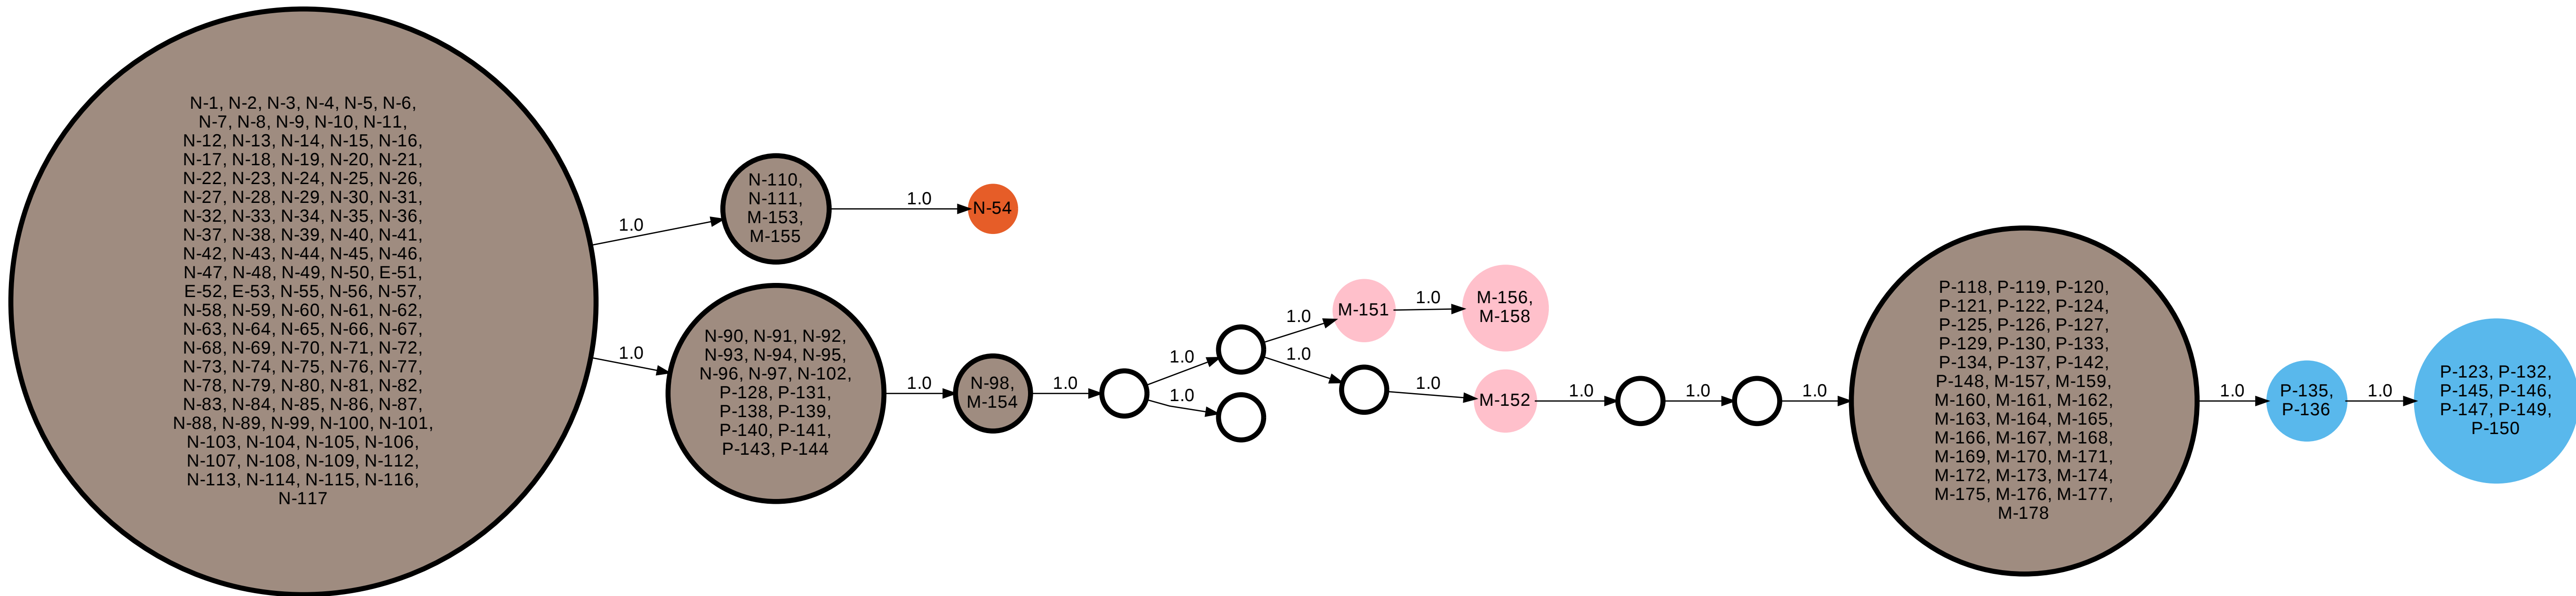 N-1, N-2, N-3, N-4, N-5, N-6,
N-7, N-8, N-9, N-10, N-11,
N-12, N-13, N-14, N-15, N-16,
N-17, N-18, N-19, N-20, N-21,
N-22, N-23, N-24, N-25, N-26,
N-27, N-28, N-29, N-30, N-31,
N-32, N-33, N-34, N-35, N-36,
N-37, N-38, N-39, N-40, N-41,
N-42, N-43, N-44, N-45, N-46,
N-47, N-48, N-49, N-50, E-51,
E-52, E-53, N-55, N-56, N-57,
N-58, N-59, N-60, N-61, N-62,
N-63, N-64, N-65, N-66, N-67,
N-68, N-69, N-70, N-71, N-72,
N-73, N-74, N-75, N-76, N-77,
N-78, N-79, N-80, N-81, N-82,
N-83, N-84, N-85, N-86, N-87,
N-88, N-89, N-99, N-100, N-101,
N-103, N-104, N-105, N-106,
N-107, N-108, N-109, N-112,
N-113, N-114, N-115, N-116,
N-117
1.0
1.0
N-110,
N-111,
M-153,
M-155
1.0
N-54
N-90, N-91, N-92,
N-93, N-94, N-95,
N-96, N-97, N-102,
P-128, P-131,
P-138, P-139,
P-140, P-141,
P-143, P-144
1.0
N-98,
M-154
1.0
1.0
1.0
1.0
1.0
M-151
1.0
M-156,
M-158
1.0
M-152
1.0
1.0
1.0
P-118, P-119, P-120,
P-121, P-122, P-124,
P-125, P-126, P-127,
P-129, P-130, P-133,
P-134, P-137, P-142,
P-148, M-157, M-159,
M-160, M-161, M-162,
M-163, M-164, M-165,
M-166, M-167, M-168,
M-169, M-170, M-171,
M-172, M-173, M-174,
M-175, M-176, M-177,
M-178
1.0
P-135,
P-136
1.0
P-123, P-132,
P-145, P-146,
P-147, P-149,
P-150